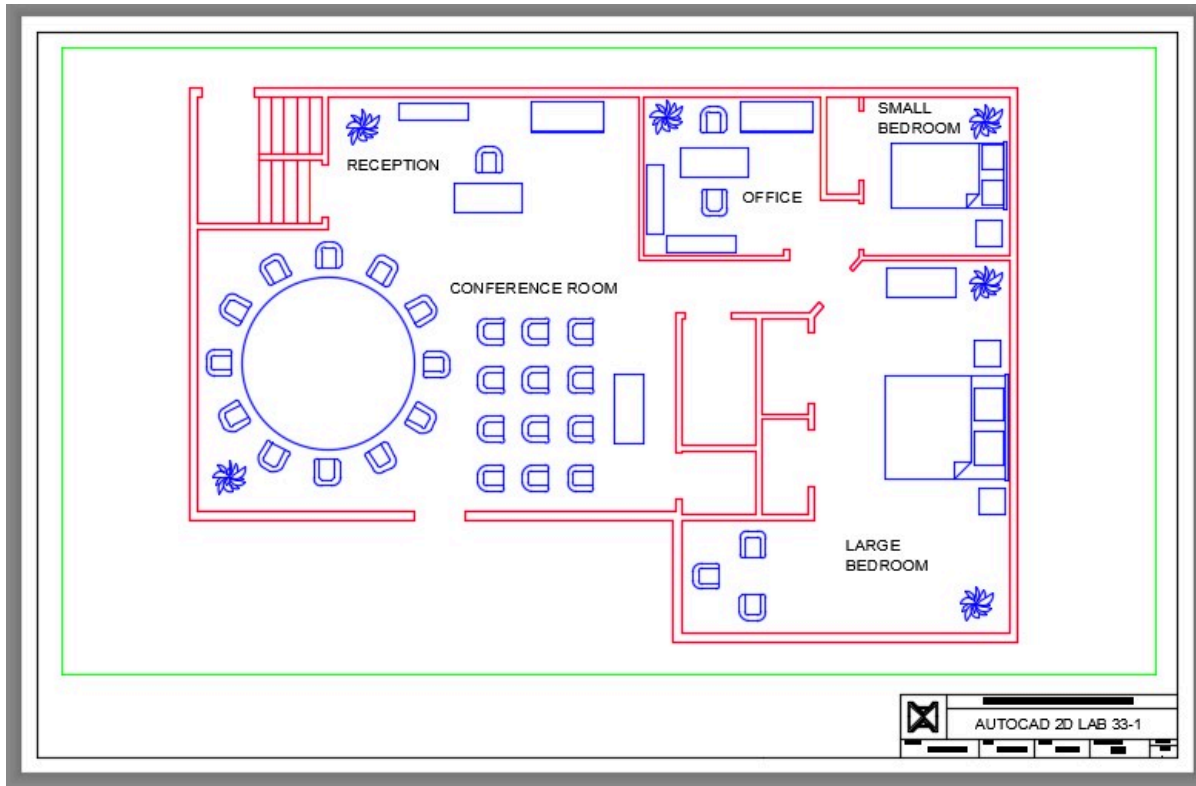 SMALL
BEDROOM
RECEPTION
OFFICE
CONFERENCE ROOM
LARGE
BEDROOM
AUTOCAD 2D LAB 33-1